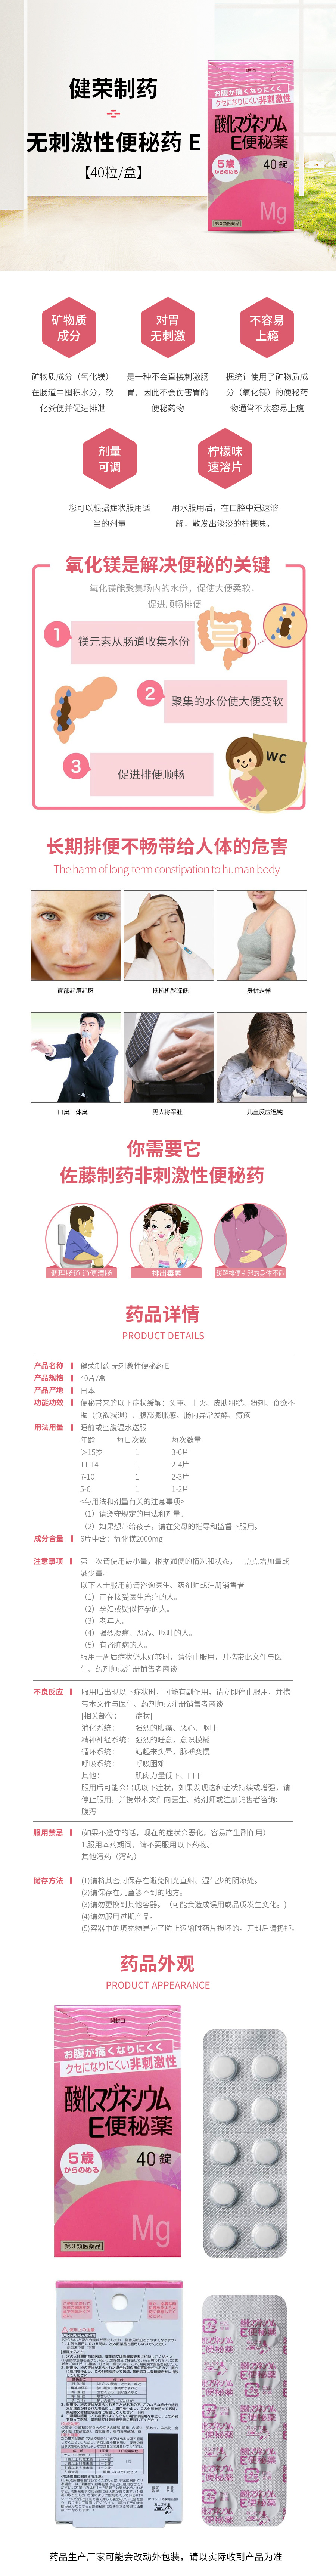 健荣制药
无刺激性便秘药 E
【40粒/盒】
お腹が痛くなりにくく
クセになりにくい非刺激性
酸化マグネシウム
E便秘薬
5歳
からのめる
40錠
Mg
第3類医薬品
矿物质
成分
对胃
无刺激
不容易
上瘾
矿物质成分（氧化镁）
在肠道中囤积水分，软
化粪便并促进排泄
是一种不会直接刺激肠
胃，因此不会伤害胃的
便秘药物
据统计使用了矿物质成
分（氧化镁）的便秘药
物通常不太容易上瘾
剂量
可调
柠檬味
速溶片
您可以根据症状服用适
当的剂量
用水服用后，在口腔中迅速溶
解，散发出淡淡的柠檬味。
氧化镁是解决便秘的关键
氧化镁能聚集场内的水份，促使大便柔软，
促进顺畅排便
1
镁元素从肠道收集水份
2
聚集的水份使大便变软
3
促进排便顺畅
WC
长期排便不畅带给人体的危害
The harm of long-term constipation to human body
面部起痘起斑
抵抗机能降低
身材走样
口臭、体臭
男人将军肚
儿童反应迟钝
你需要它
佐藤制药非刺激性便秘药
调理肠道 通便清肠
排出毒素
缓解排便引起的身体不适
药品详情
PRODUCT DETAILS
产品名称 健荣制药 无刺激性便秘药 E
产品规格 40片/盒
产品产地 日本
功能功效 便秘带来的以下症状缓解：头重、上火、皮肤粗糙、粉刺、食欲不
振（食欲减退）、腹部膨胀感、肠内异常发酵、痔疮
用法用量 睡前或空腹温水送服
年龄 每日次数 每次数量
＞15岁 1 3-6片
11-14 1 2-4片
7-10 1 2-3片
5-6 1 1-2片
<与用法和剂量有关的注意事项>
（1）请遵守规定的用法和剂量。
（2）如果想带给孩子，请在父母的指导和监督下服用。
成分含量 6片中含：氧化镁2000mg
注意事项 第一次请使用最小量，根据通便的情况和状态，一点点增加量或
减少量。
以下人士服用前请咨询医生、药剂师或注册销售者
（1）正在接受医生治疗的人。
（2）孕妇或疑似怀孕的人。
（3）老年人。
（4）强烈腹痛、恶心、呕吐的人。
（5）有肾脏病的人。
服用一周后症状仍未好转时，请停止服用，并携带此文件与医
生、药剂师或注册销售者商谈
不良反应 服用后出现以下症状时，可能有副作用，请立即停止服用，并携
带本文件与医生、药剂师或注册销售者商谈
[相关部位： 症状]
消化系统： 强烈的腹痛、恶心、呕吐
精神神经系统：强烈的睡意，意识模糊
循环系统： 站起来头晕，脉搏变慢
呼吸系统： 呼吸困难
其他： 肌肉力量低下、口干
服用后可能会出现以下症状，如果发现这种症状持续或增强，请
停止服用，并携带本文件向医生、药剂师或注册销售者咨询:
腹泻
服用禁忌 (如果不遵守的话，现在的症状会恶化，容易产生副作用)
1.服用本药期间，请不要服用以下药物。
其他泻药（泻药）
储存方法 (1)请将其密封保存在避免阳光直射、湿气少的阴凉处。
(2)请保存在儿童够不到的地方。
(3)请勿更换到其他容器。（可能会造成误用或品质发生变化。)
(4)请勿服用过期产品。
(5)容器中的填充物是为了防止运输时药片损坏的。开封后请扔掉。
药品外观
PRODUCT APPEARANCE
開封口
お腹が痛くなりにくく
クセになりにくい非刺激性
酸化マグネシウム
E便秘薬
5歳
からのめる
40錠
Mg
第3類医薬品
酸化マグネシウム
E便秘薬
药品生产厂家可能会改动外包装，请以实际收到产品为准